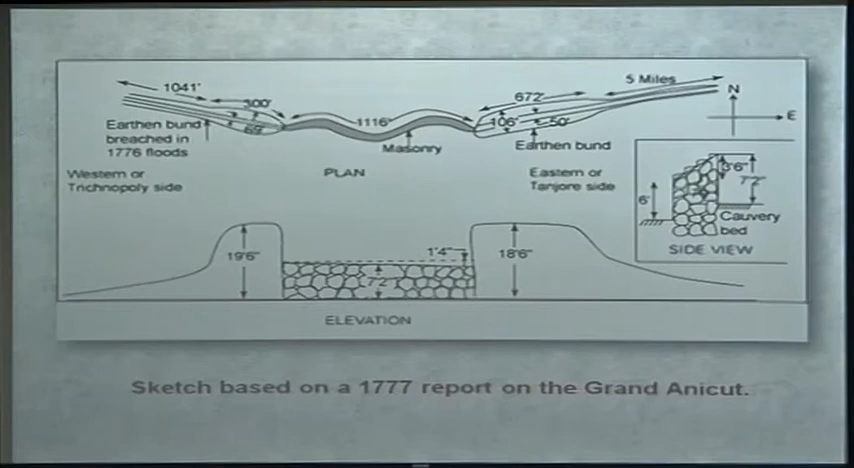 1041'
300'
69'
1116'
672'
106'
50'
5 Miles
N
E
Earthen bund
breached in
1776 floods
Masonry
Earthen bund
Western or
Trichnopoly side
PLAN
Eastern or
Tanjore side
3'6"
7'2"
6'
Cauvery
bed
SIDE VIEW
19'6"
1'4"
18'6"
7'2"
ELEVATION
Sketch based on a 1777 report on the Grand Anicut.